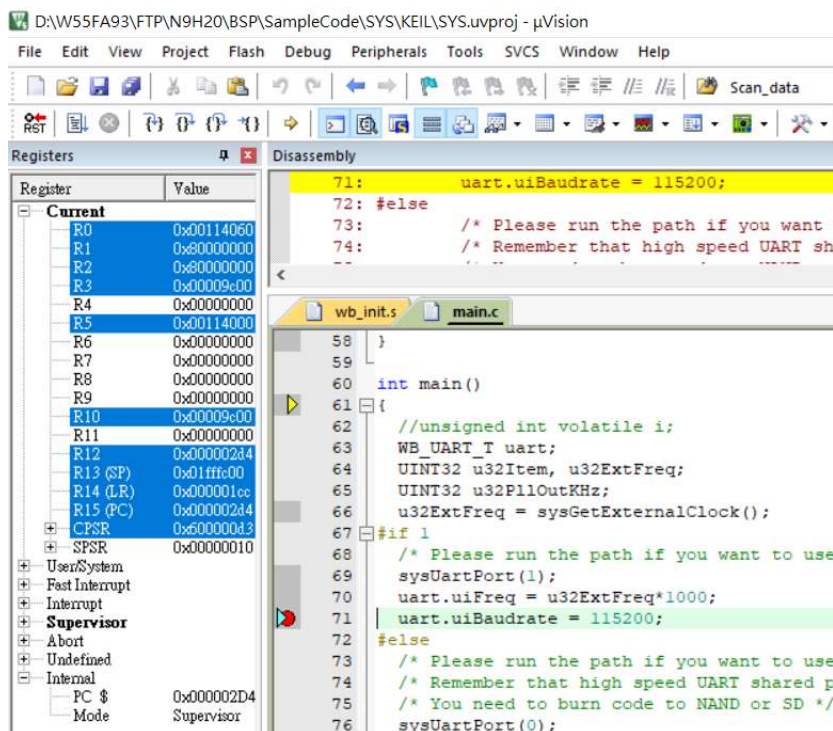 D:\W55FA93\FTP\N9H20\BSP\SampleCode\SYS\KEIL\SYS.uvproj - µVision
File Edit View Project Flash Debug Peripherals Tools SVCS Window Help
Scan_data
RST
Registers
Register Value
Current
R0 0x00114060
R1 0x80000000
R2 0x80000000
R3 0x00009c00
R4 0x00000000
R5 0x00114000
R6 0x00000000
R7 0x00000000
R8 0x00000000
R9 0x00000000
R10 0x00009c00
R11 0x00000000
R12 0x000002d4
R13 (SP) 0x01fffc00
R14 (LR) 0x000001cc
R15 (PC) 0x000002d4
CPSR 0x600000d3
SPSR 0x00000010
User/System
Fast Interrupt
Interrupt
Supervisor
Abort
Undefined
Internal
PC $ 0x000002D4
Mode Supervisor
Disassembly
71: uart.uiBaudrate = 115200;
72: #else
73: /* Please run the path if you want
74: /* Remember that high speed UART sh
wb_init.s main.c
58 }
59
60 int main()
61 {
62 //unsigned int volatile i;
63 WB_UART_T uart;
64 UINT32 u32Item, u32ExtFreq;
65 UINT32 u32PllOutKHz;
66 u32ExtFreq = sysGetExternalClock();
67 #if 1
68 /* Please run the path if you want to use
69 sysUartPort(1);
70 uart.uiFreq = u32ExtFreq*1000;
71 uart.uiBaudrate = 115200;
72 #else
73 /* Please run the path if you want to use
74 /* Remember that high speed UART shared p
75 /* You need to burn code to NAND or SD */
76 sysUartPort(0);